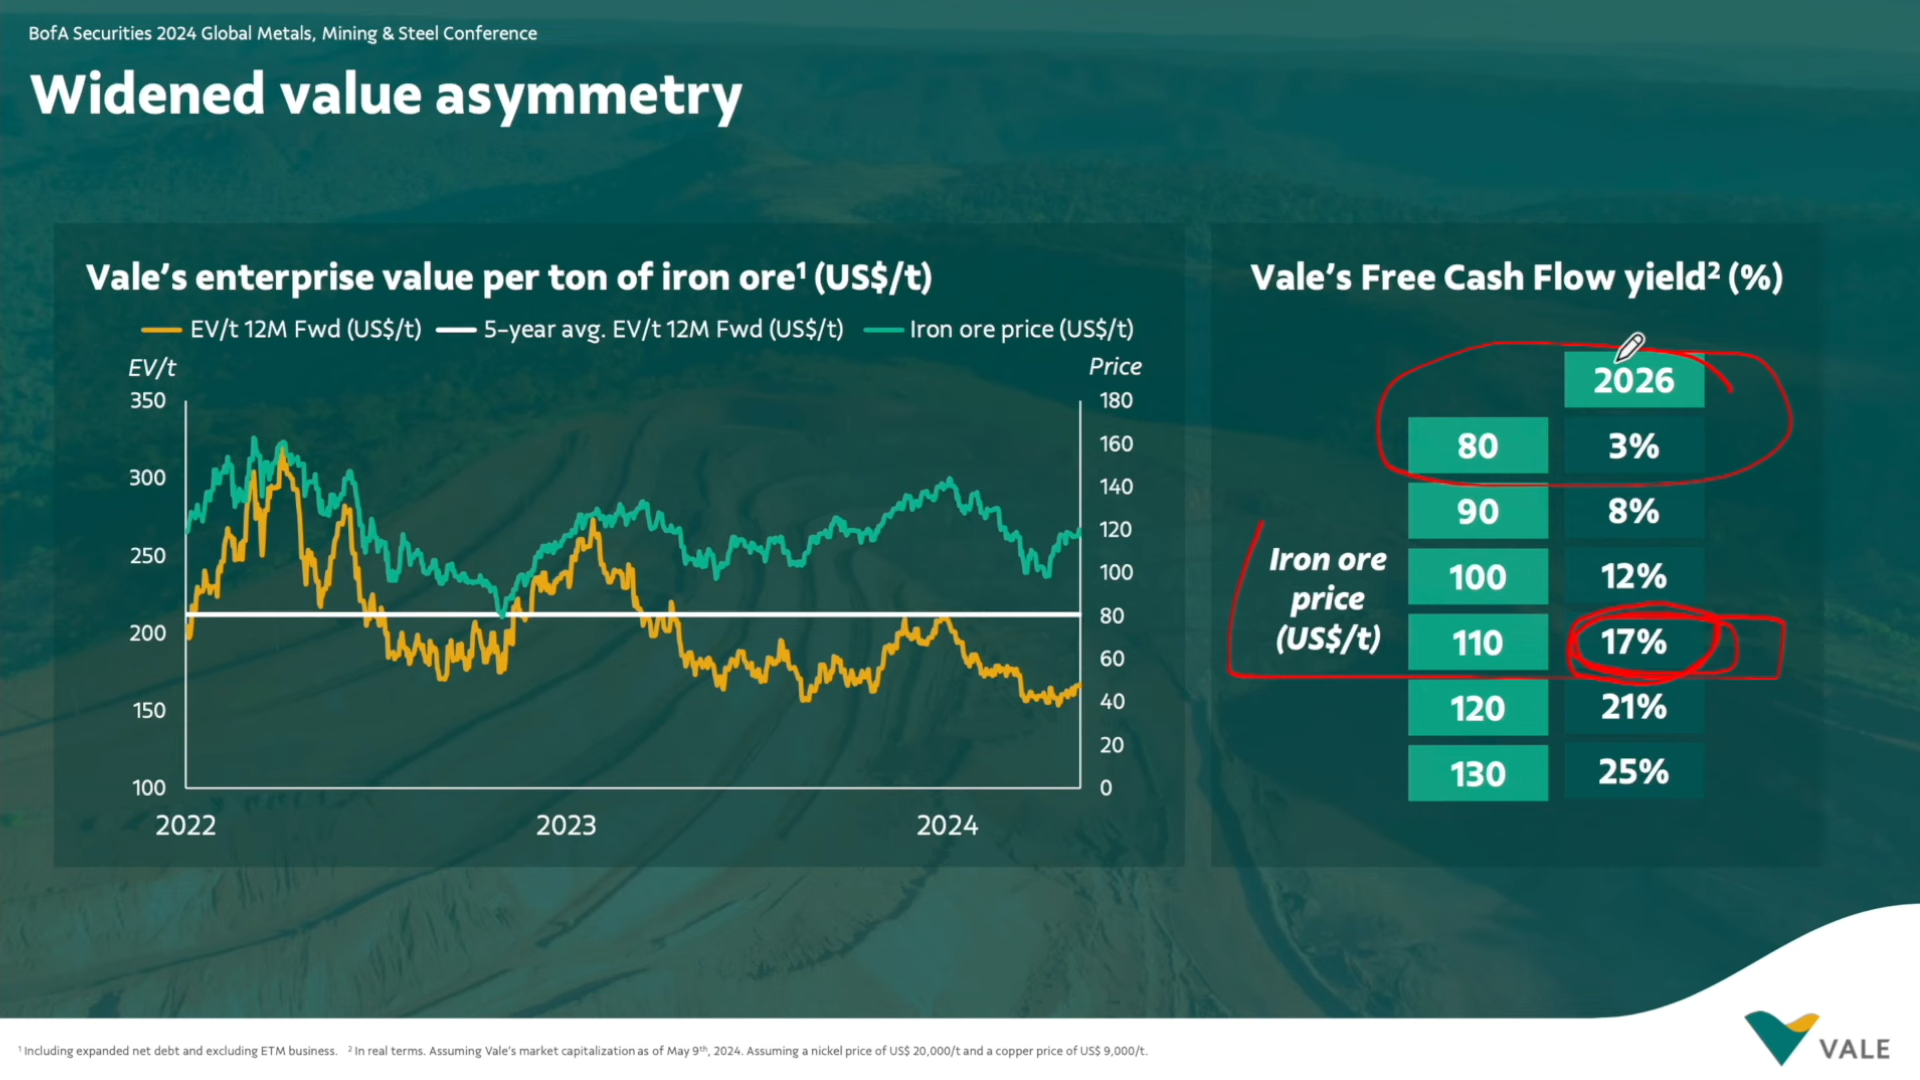 BofA Securities 2024 Global Metals, Mining & Steel Conference
Widened value asymmetry
Vale's enterprise value per ton of iron ore¹ (US$/t)
EV/t 12M Fwd (US$/t)
5-year avg. EV/t 12M Fwd (US$/t)
Iron ore price (US$/t)
EV/t
Price
350
300
250
200
150
100
180
160
140
120
100
80
60
40
20
0
2022
2023
2024
Vale's Free Cash Flow yield² (%)
2026
Iron ore
price
(US$/t)
80 3%
90 8%
100 12%
110 17%
120 21%
130 25%
¹ Including expanded net debt and excluding ETM business. ² In real terms. Assuming Vale's market capitalization as of May 9ᵗʰ, 2024. Assuming a nickel price of US$ 20,000/t and a copper price of US$ 9,000/t.
VALE